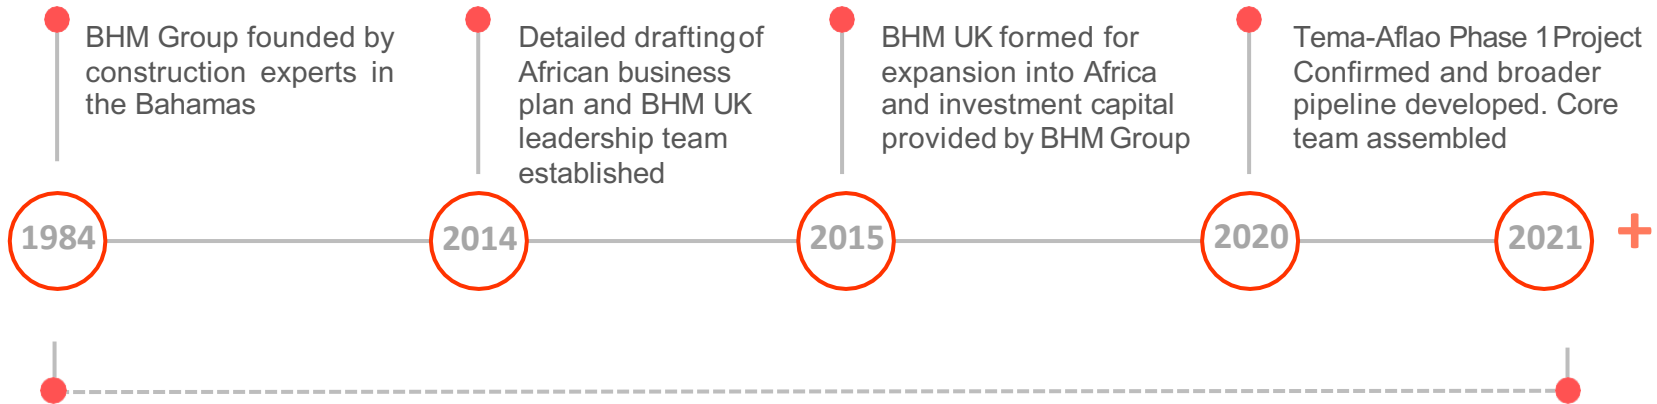 BHM Group founded by
construction experts in
the Bahamas
Detailed drafting of
African business
plan and BHM UK
leadership team
established
BHM UK formed for
expansion into Africa
and investment capital
provided by BHM Group
Tema-Aflao Phase 1Project
Confirmed and broader
pipeline developed. Core
team assembled
1984
2014
2015
2020
2021
+